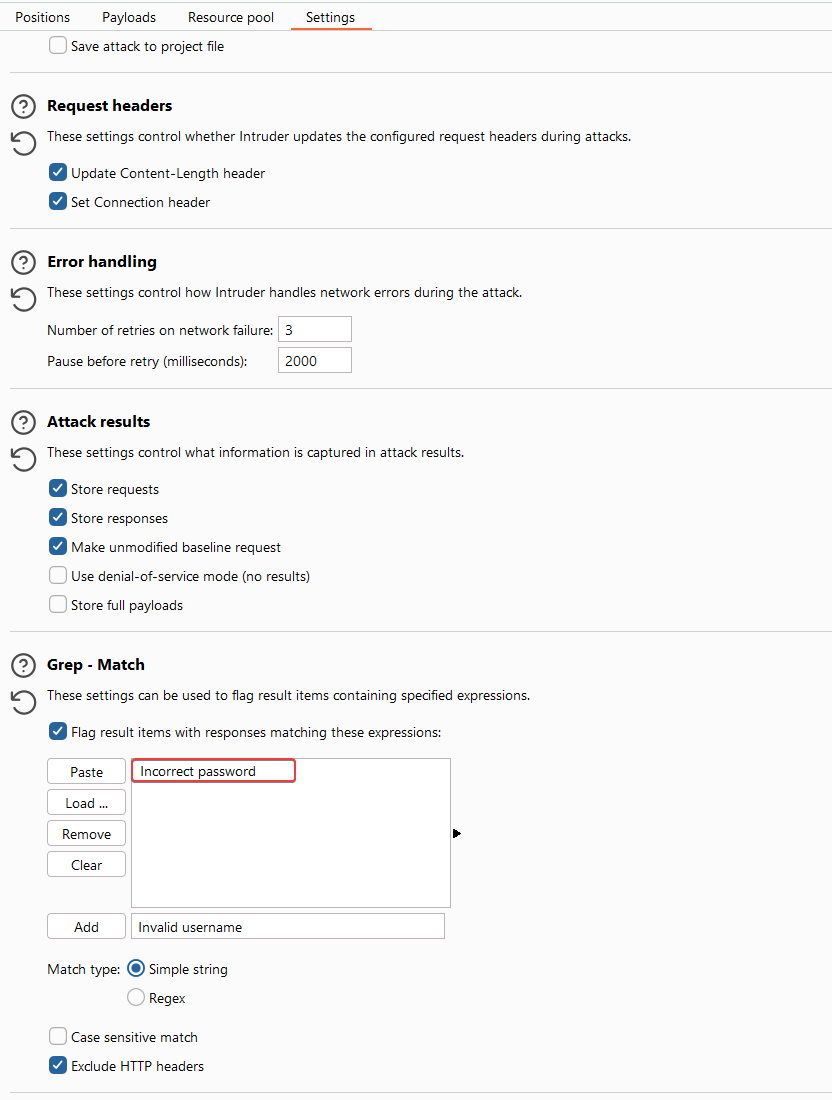 Positions Payloads Resource pool Settings
Save attack to project file
Request headers
These settings control whether Intruder updates the configured request headers during attacks.
Update Content-Length header
Set Connection header
Error handling
These settings control how Intruder handles network errors during the attack.
Number of retries on network failure: 3
Pause before retry (milliseconds): 2000
Attack results
These settings control what information is captured in attack results.
Store requests
Store responses
Make unmodified baseline request
Use denial-of-service mode (no results)
Store full payloads
Grep - Match
These settings can be used to flag result items containing specified expressions.
Flag result items with responses matching these expressions:
Paste Incorrect password
Load ...
Remove
Clear
Add Invalid username
Match type: Simple string
Regex
Case sensitive match
Exclude HTTP headers